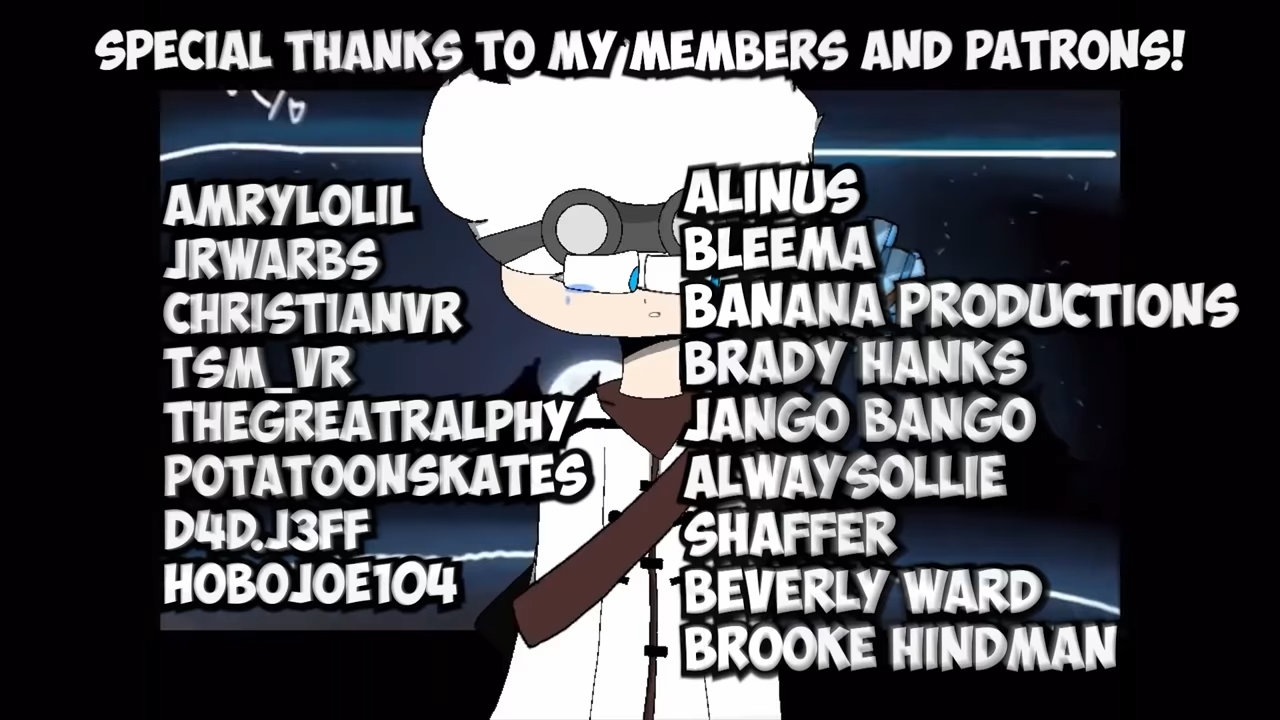 SPECIAL THANKS TO MY MEMBERS AND PATRONS!
AMRYLOLIL
JRWARBS
CHRISTIANVR
TSM_VR
THEGREATRALPHY
POTATOONSKATES
D4D.J3FF
HOBOJOE104
ALINUS
BLEEMA
BANANA PRODUCTIONS
BRADY HANKS
JANGO BANGO
ALWAYSOLLIE
SHAFFER
BEVERLY WARD
BROOKE HINDMAN